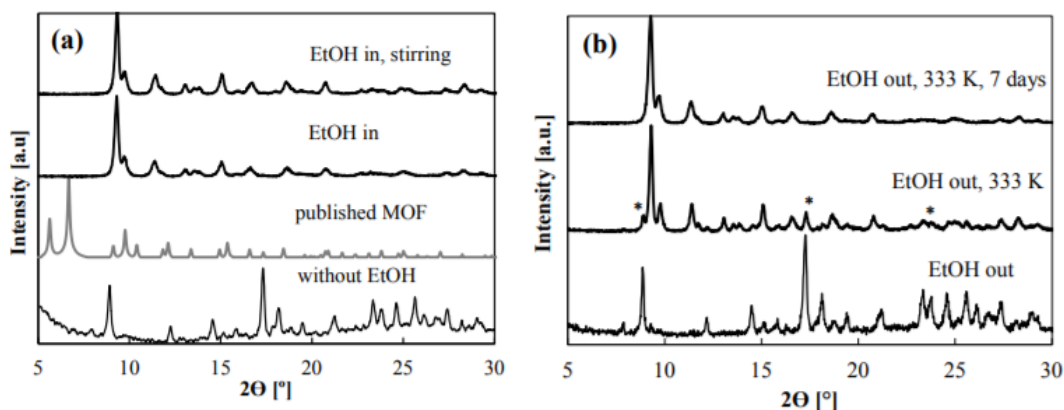 (a)
EtOH in, stirring
EtOH in
published MOF
without EtOH
Intensity [a.u]
5 10 15 20 25 30
2Θ [º]
(b)
EtOH out, 333 K, 7 days
EtOH out, 333 K
* * *
EtOH out
Intensity [a.u.]
5 10 15 20 25 30
2Θ [°]